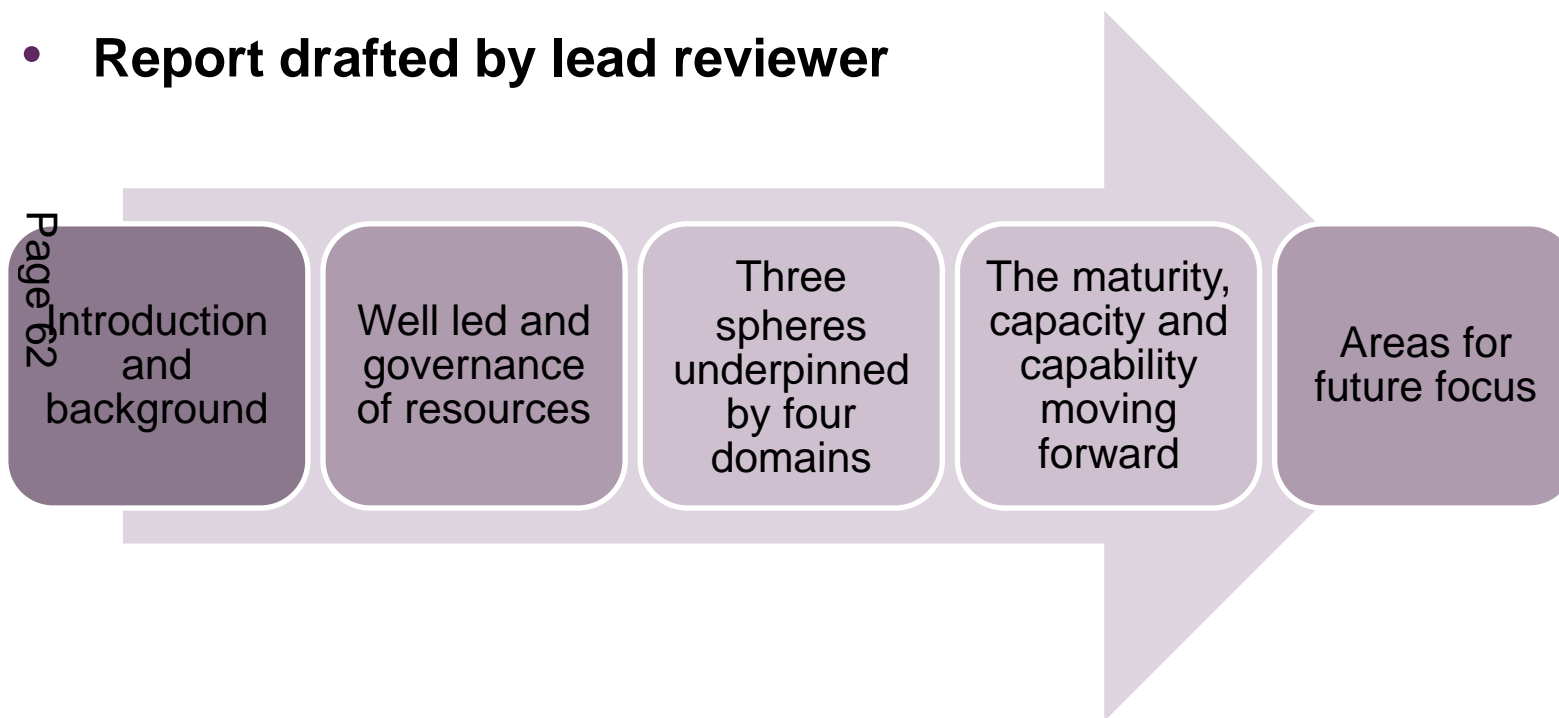 • Report drafted by lead reviewer
Page 62
Introduction
and
background
Well led and
governance
of resources
Three
spheres
underpinned
by four
domains
The maturity,
capacity and
capability
moving
forward
Areas for
future focus